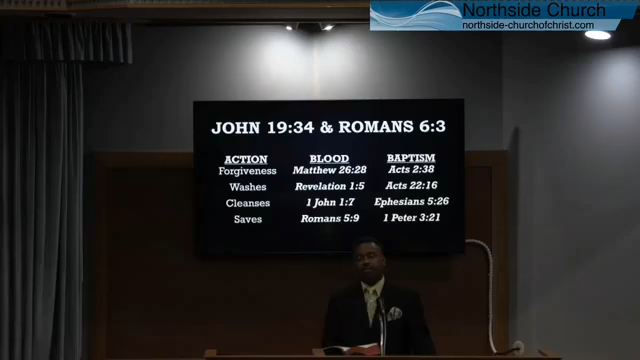 Northside Church
northside-churchofchrist.com
JOHN 19:34 & ROMANS 6:3
ACTION BLOOD BAPTISM
Forgiveness Matthew 26:28 Acts 2:38
Washes Revelation 1:5 Acts 22:16
Cleanses 1 John 1:7 Ephesians 5:26
Saves Romans 5:9 1 Peter 3:21